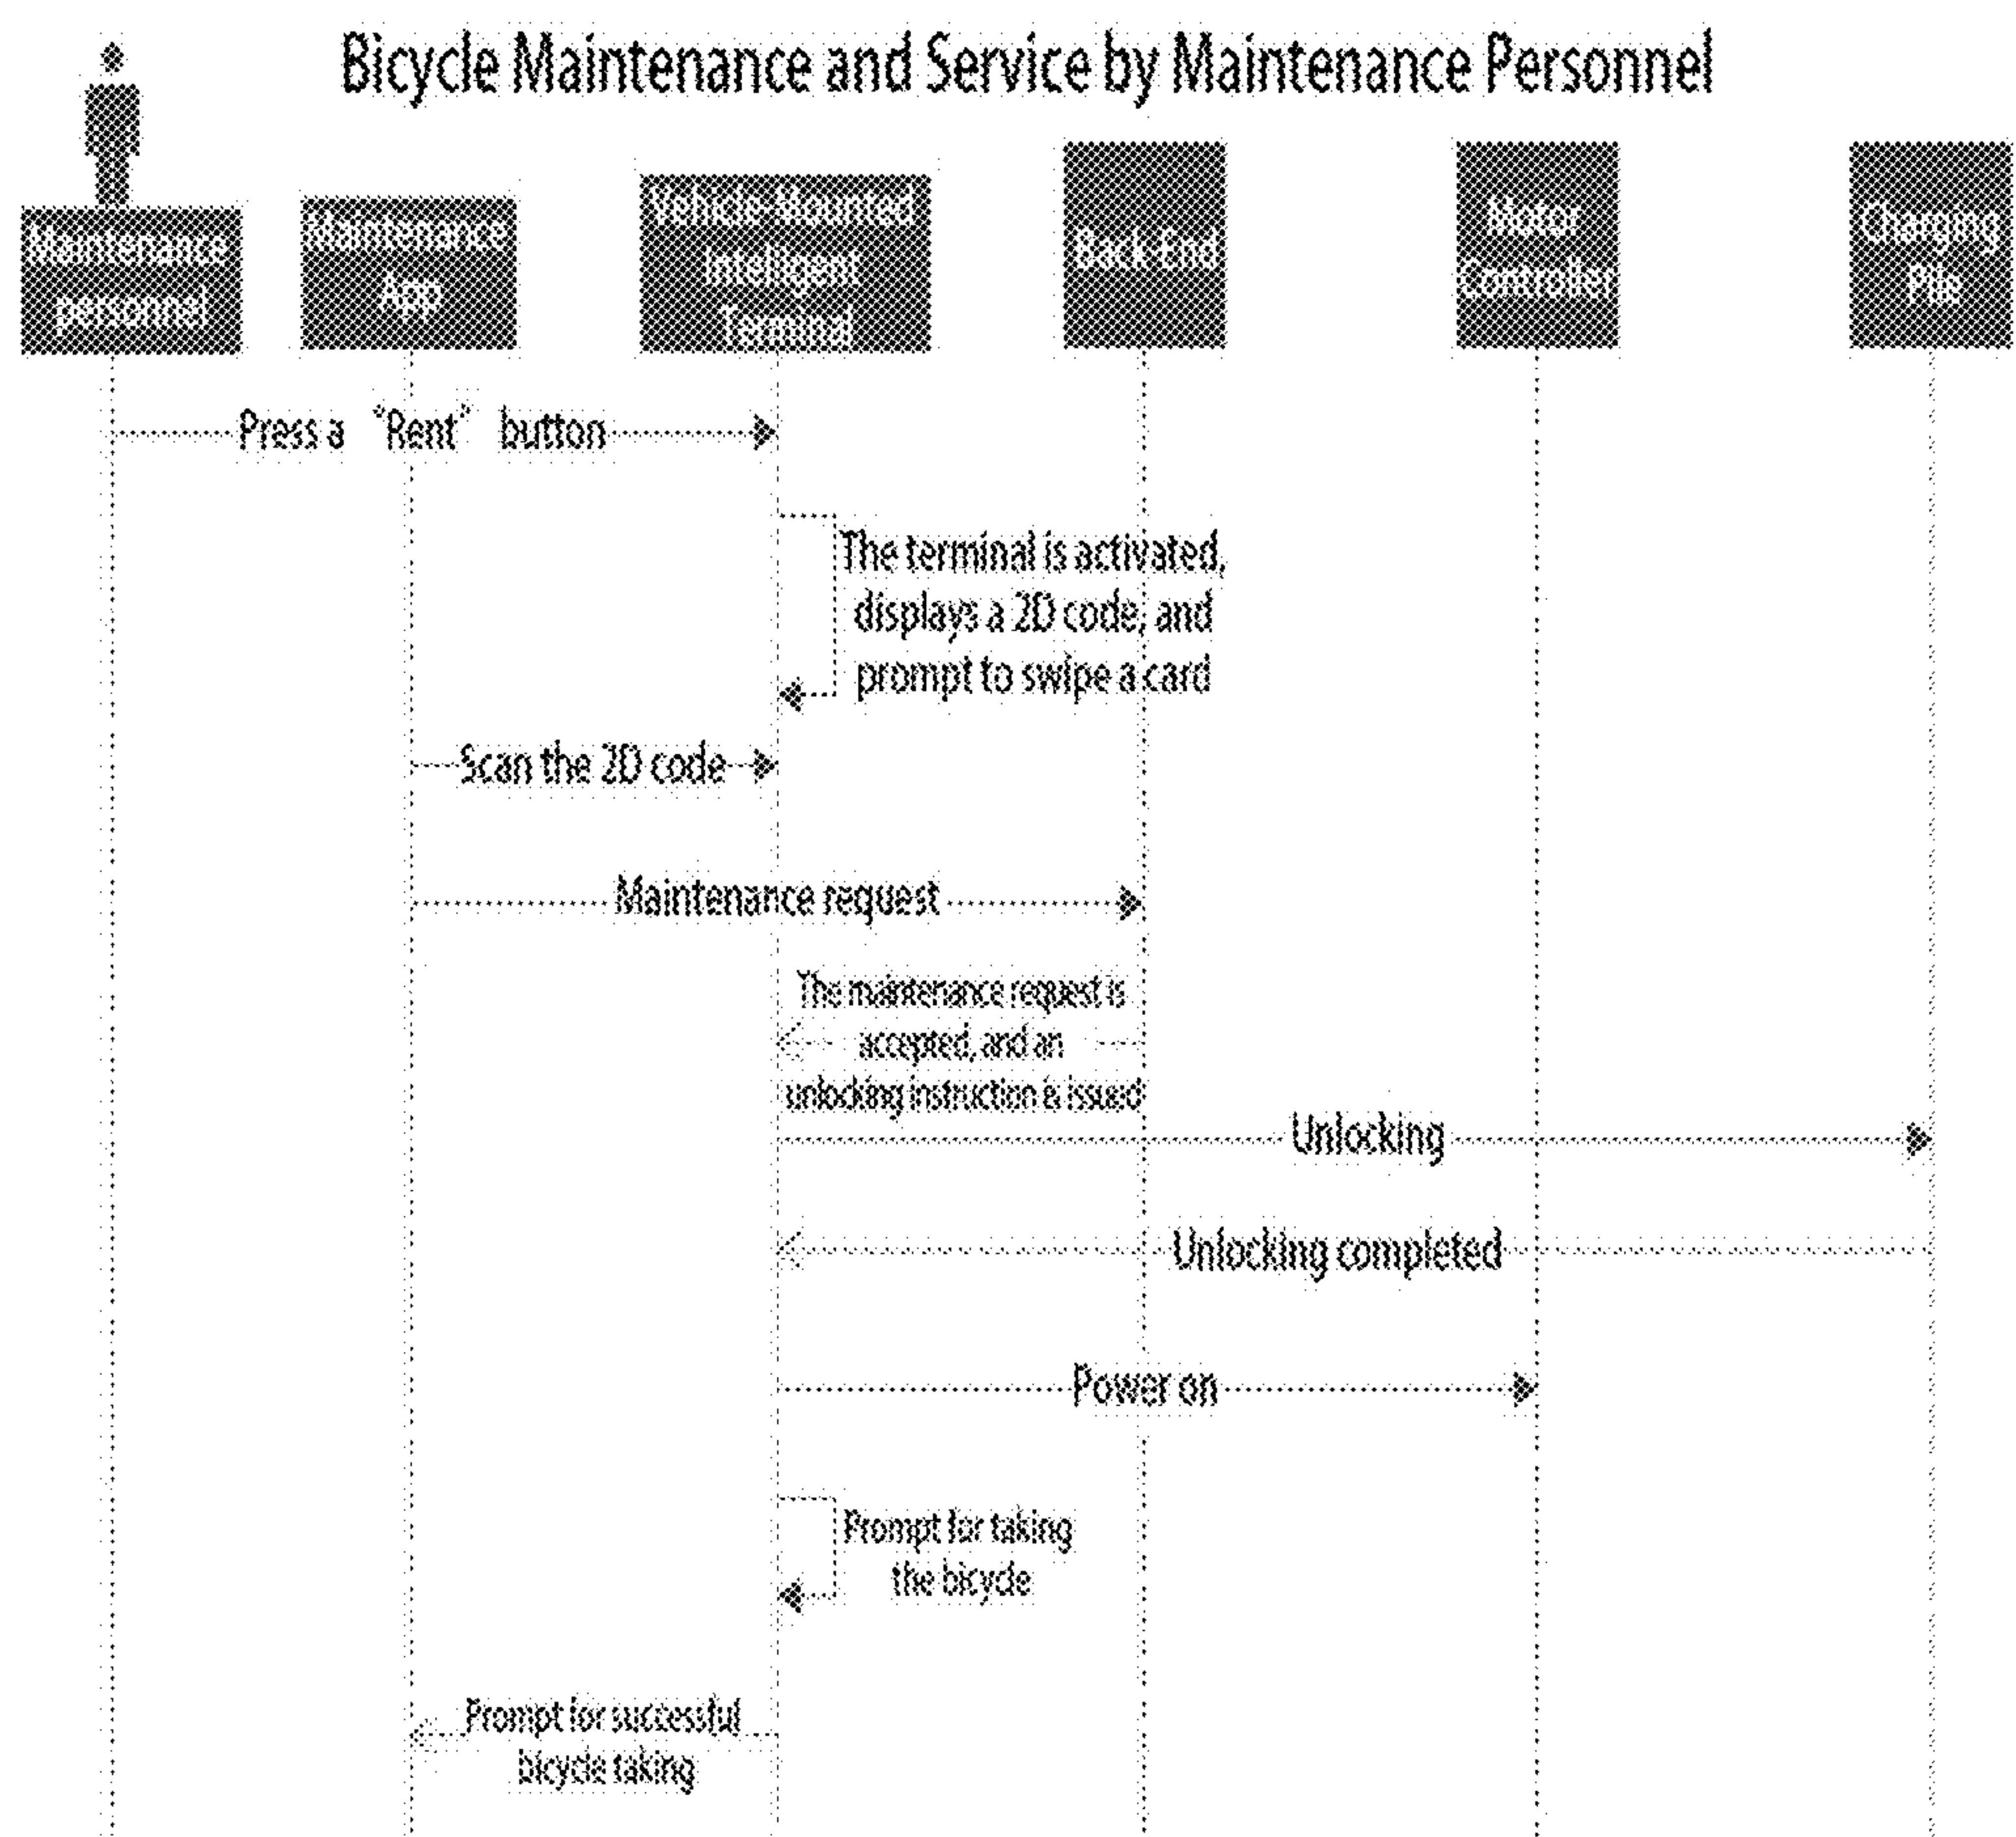 Bicycle Maintenance and Service by Maintenance Personnel
Maintenance
personnel
Maintenance
App
Vehicle-Mounted
Intelligent
Terminal
Back-End
Motor
Controller
Charging
Pile
Press a “Rent” button
The terminal is activated,
displays a 2D code, and
prompt to swipe a card
Scan the 2D code
Maintenance request
The maintenance request is
accepted, and an
unlocking instruction is issued
Unlocking
Unlocking completed
Power on
Prompt for taking
the bicycle
Prompt for successful
bicycle taking